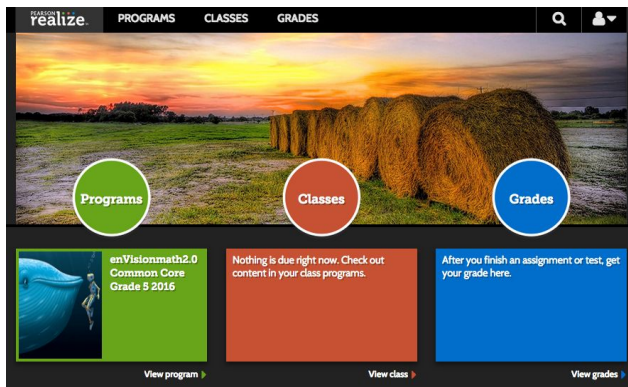 PEARSON
realize. PROGRAMS CLASSES GRADES
Programs
Classes
Grades
enVisionmath2.0
Common Core
Grade 5 2016
Nothing is due right now. Check out
content in your class programs.
After you finish an assignment or test, get
your grade here.
View program
View class
View grades